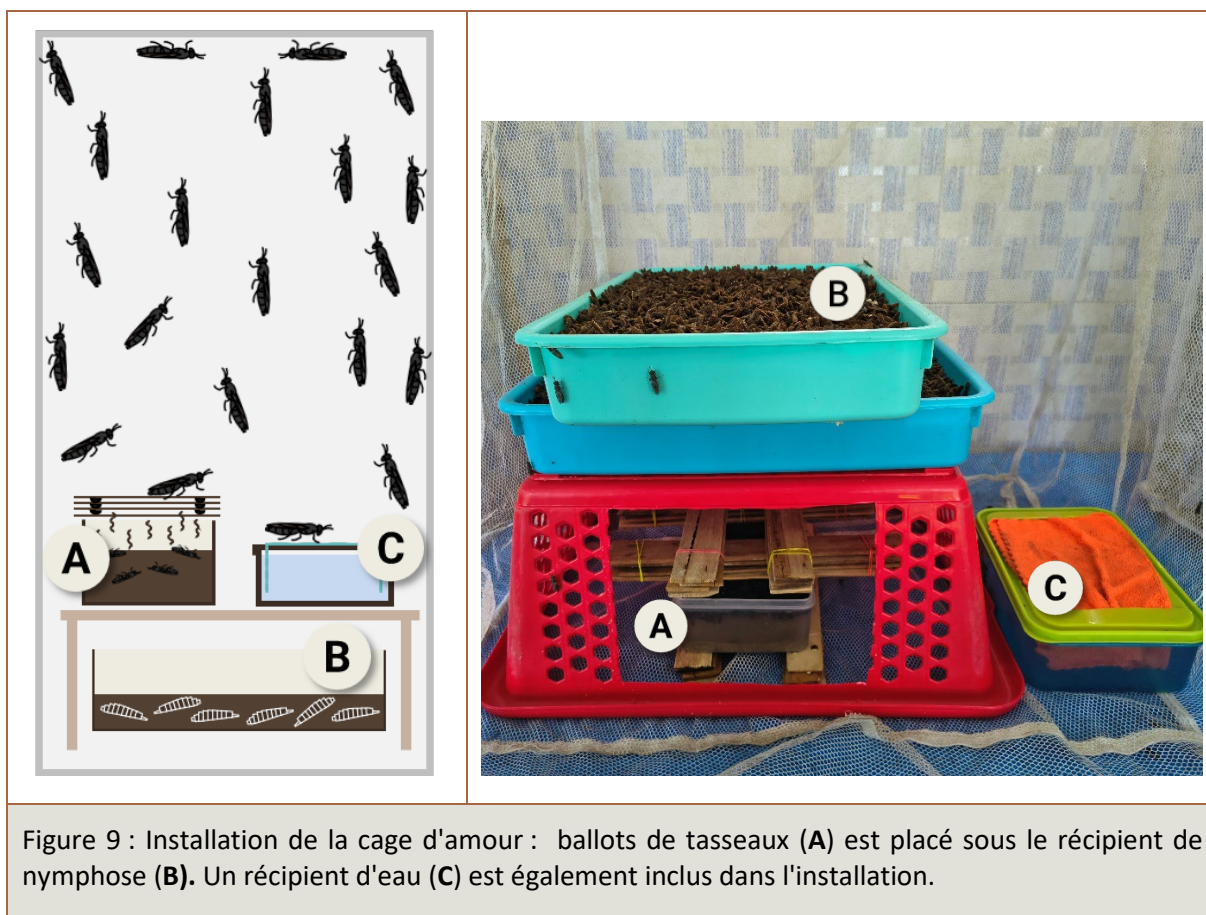 A
C
B
B
A
C
Figure 9 : Installation de la cage d'amour : ballots de tasseaux (A) est placé sous le récipient de
nymphose (B). Un récipient d'eau (C) est également inclus dans l'installation.